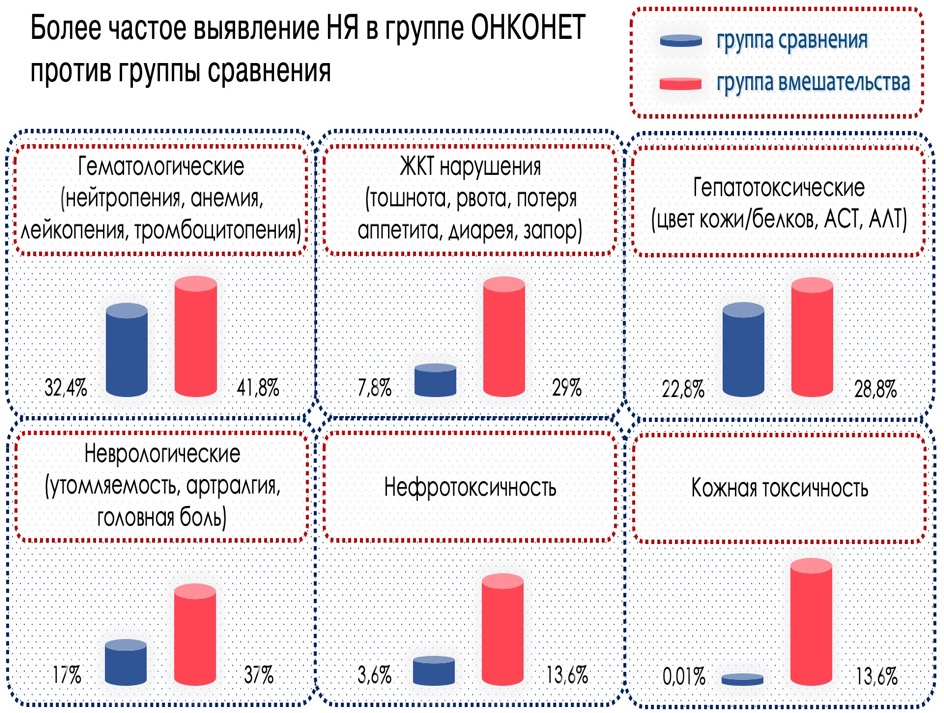 Более частое выявление НЯ в группе ОНКОНЕТ
против группы сравнения
группа сравнения
группа вмешательства
Гематологические
(нейтропения, анемия,
лейкопения, тромбоцитопения)
32,4%
41,8%
ЖКТ нарушения
(тошнота, рвота, потеря
аппетита, диарея, запор)
7,8%
29%
Гепатотоксические
(цвет кожи/белков, АСТ, АЛТ)
22,8%
28,8%
Неврологические
(утомляемость, артралгия,
головная боль)
17%
37%
Нефротоксичность
3,6%
13,6%
Кожная токсичность
0,01%
13,6%